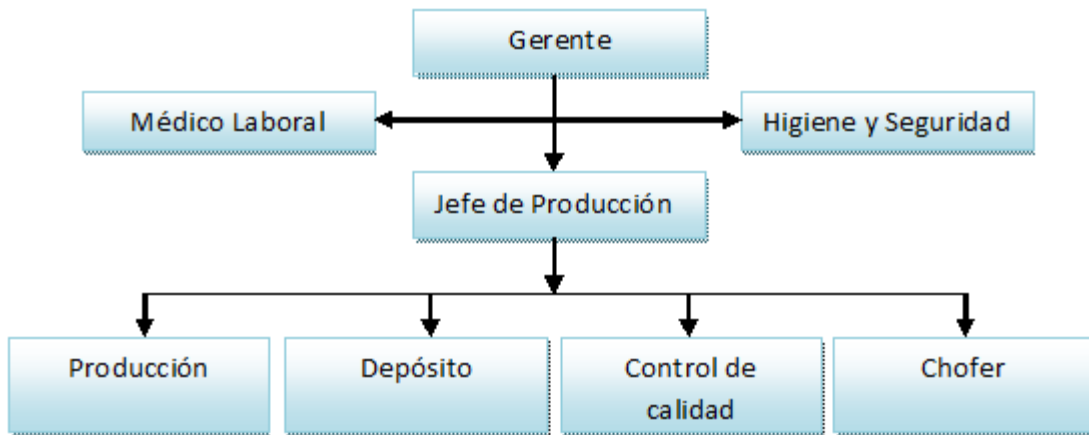 Gerente
Médico Laboral
Higiene y Seguridad
Jefe de Producción
Producción
Depósito
Control de
calidad
Chofer